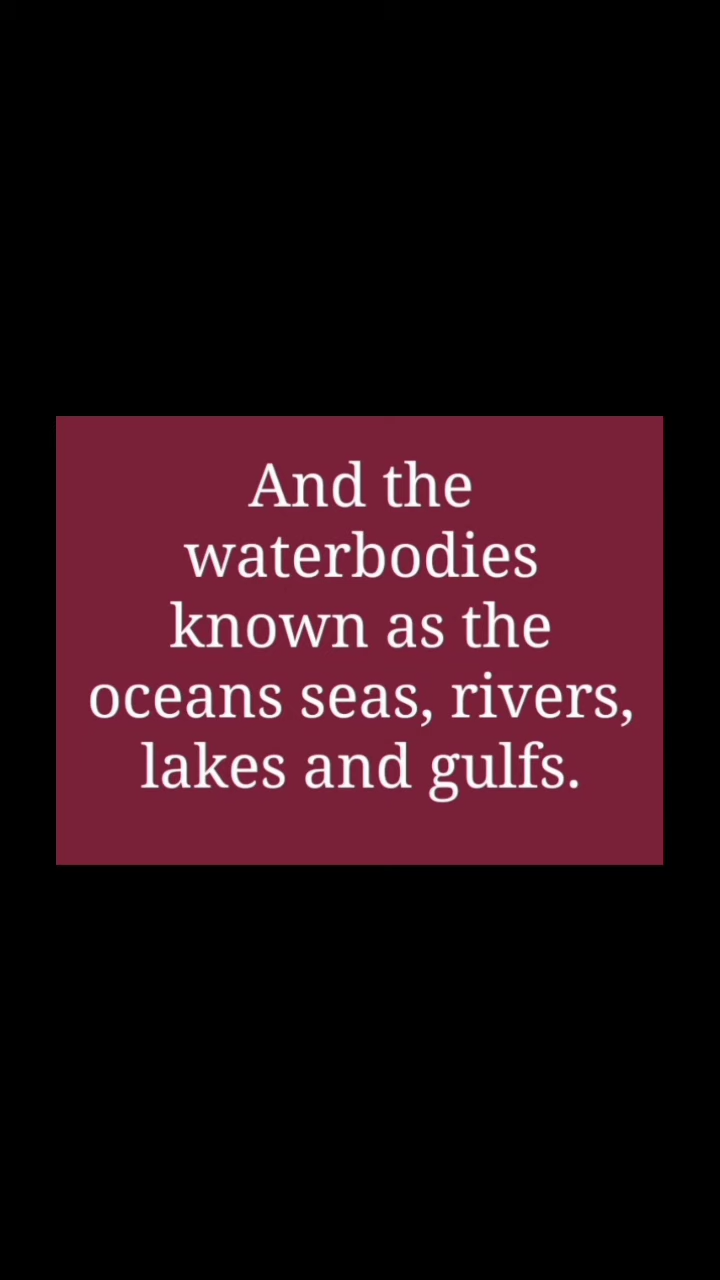 And the
waterbodies
known as the
oceans seas, rivers,
lakes and gulfs.